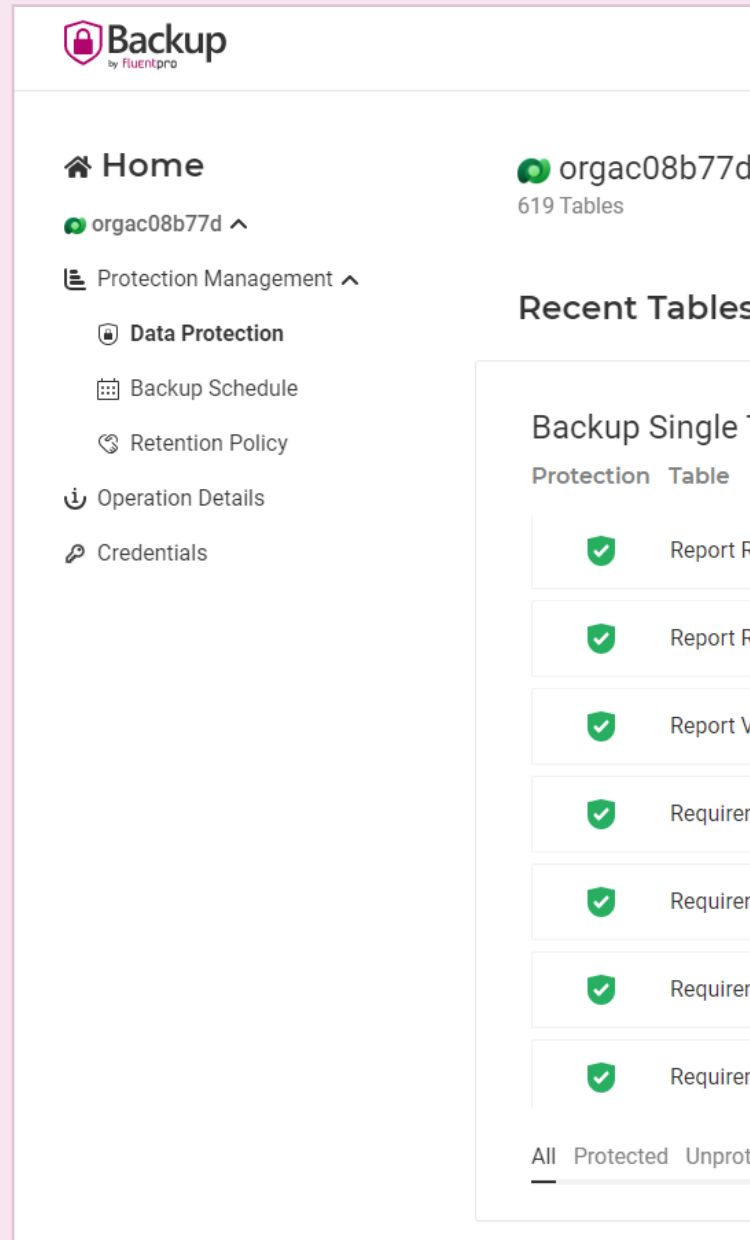 Backup
by Fluentpro
Home
orgac08b77d
Protection Management
Data Protection
Backup Schedule
Retention Policy
Operation Details
Credentials
orgac08b77d
619 Tables
Recent Tables
Backup Single
Protection Table
Report
Report
Report
All Protected